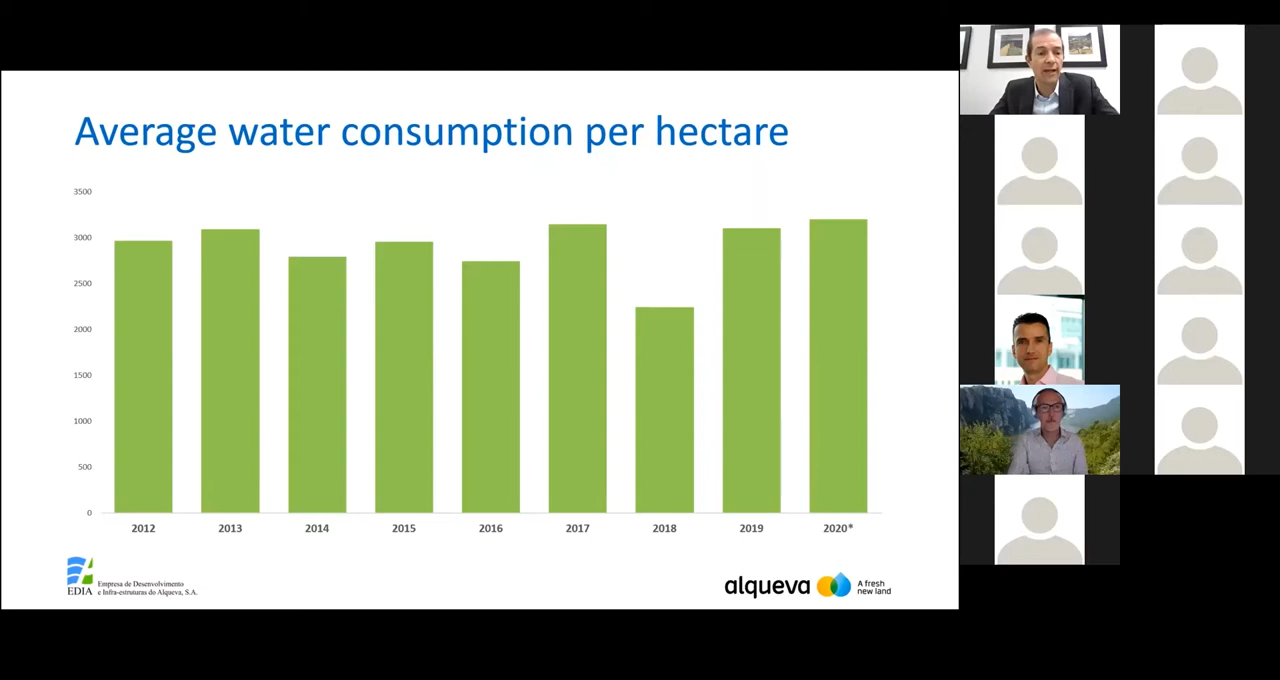 Average water consumption per hectare
3500
3000
2500
2000
1500
1000
500
0
2012 2013 2014 2015 2016 2017 2018 2019 2020*
EDIA
Empresa de Desenvolvimento
e Infra-estruturas do Alqueva, S.A.
alqueva
A fresh
new land